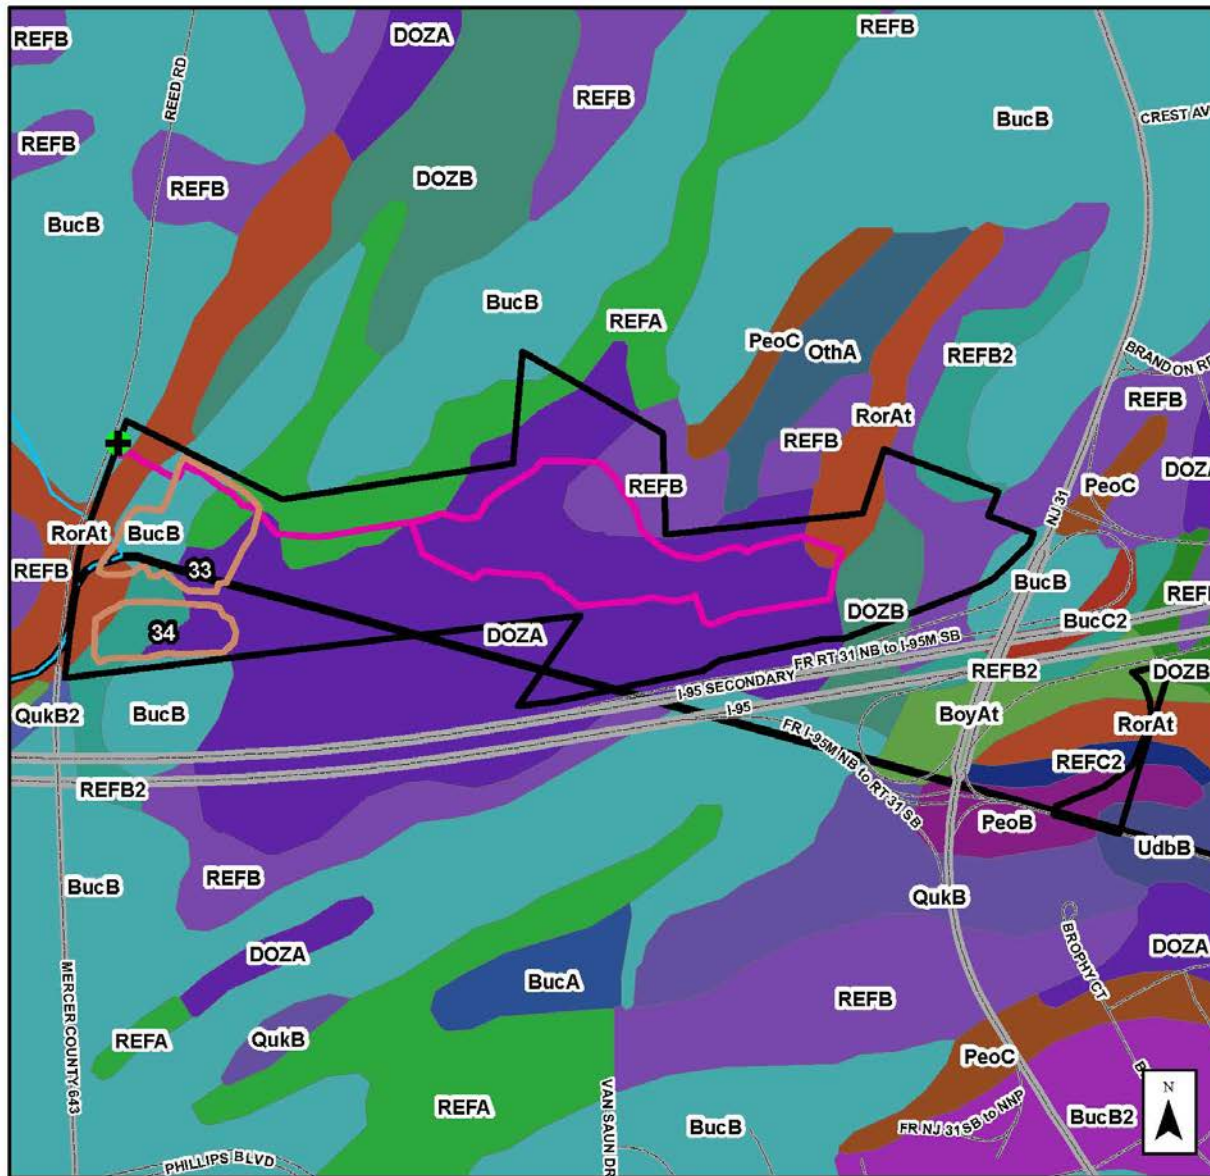 REFB
DOZA
REFB
REED RD
REFB
BucB
CREST AV
REFB
REFB
DOZB
BucB
BucB
REFA
PeoC
OthA
REFB2
BRANDON RD
RorAt
REFB
REFB
DOZA
REFB
PeoC
NJ 31
RorAt
BucB
REFB
33
BucB
REFB
34
DOZA
DOZB
BucC2
FR RT 31 NB to I-95M SB
I-95 SECONDARY
REFB2
DOZB
I-95
QukB2
BucB
BoyAt
RorAt
FR I-95M NB to RT 31 SB
REFC2
REFB2
PeoB
UdbB
BucB
REFB
QukB
DOZA
BROPHY CT
DOZA
MERCER COUNTY 643
BucA
REFB
REFA
QukB
PeoC
N
REFA
VAN SAUN DR
BucB
FR NJ 31SB to NNP
BucB2
PHILLIPS BLVD